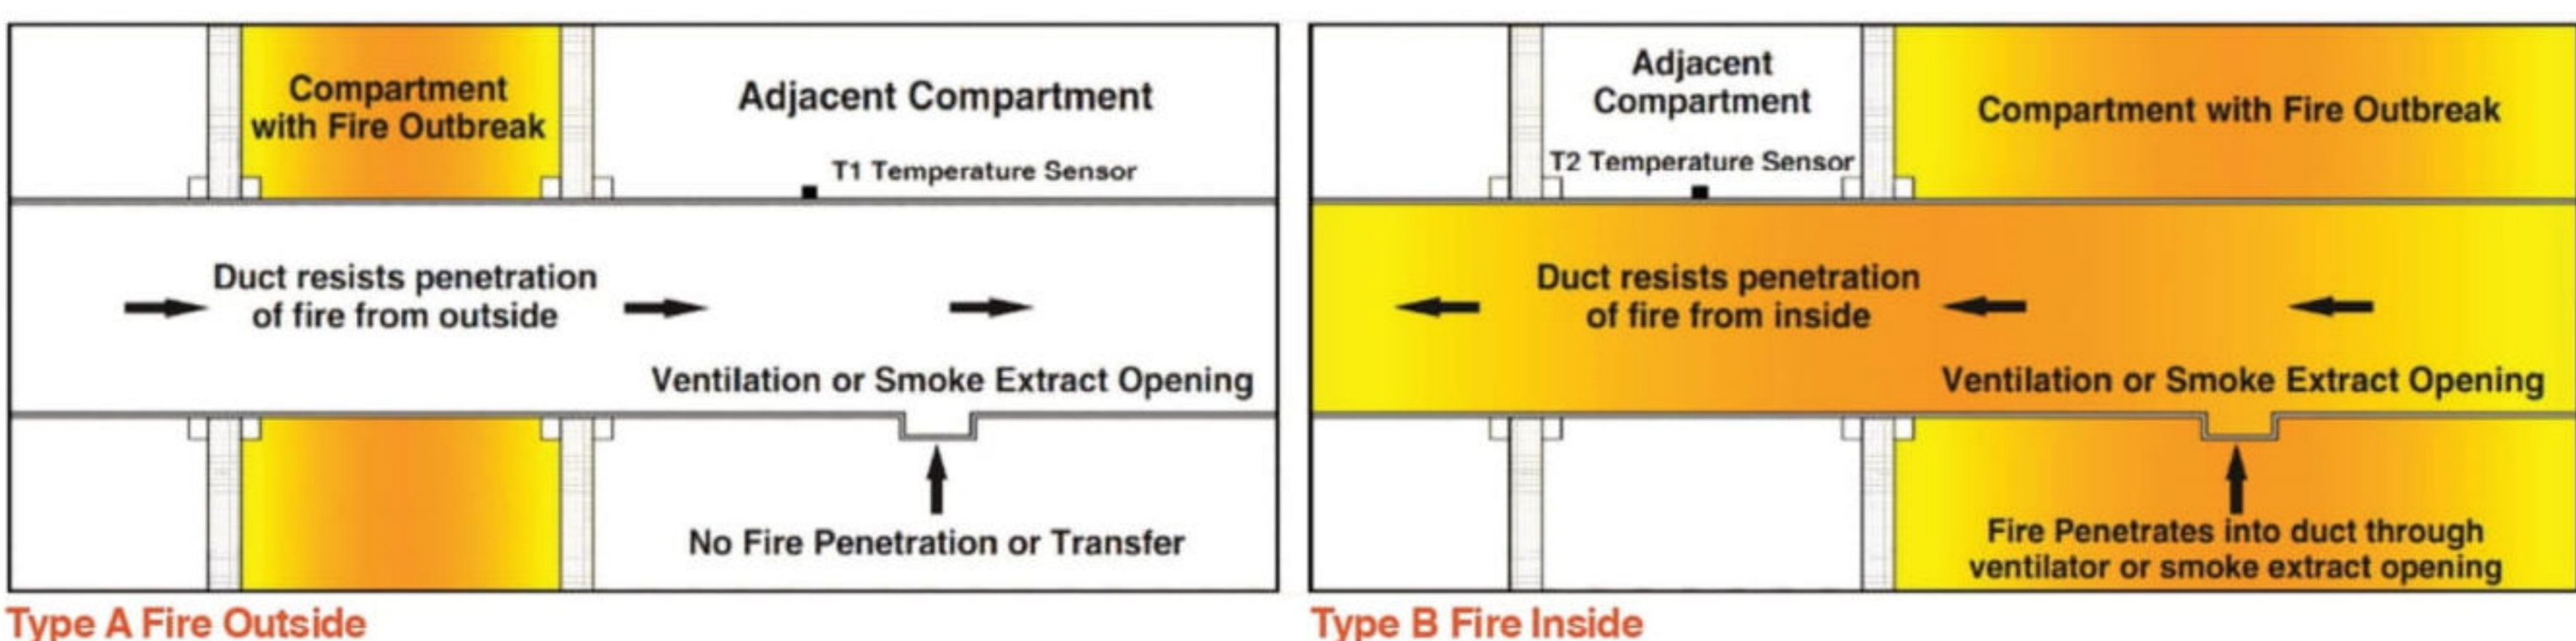 Compartment
with Fire Outbreak
Adjacent Compartment
T1 Temperature Sensor
Duct resists penetration
of fire from outside
Ventilation or Smoke Extract Opening
No Fire Penetration or Transfer
Type A Fire Outside
Adjacent
Compartment
T2 Temperature Sensor
Compartment with Fire Outbreak
Duct resists penetration
of fire from inside
Ventilation or Smoke Extract Opening
Fire Penetrates into duct through
ventilator or smoke extract opening
Type B Fire Inside